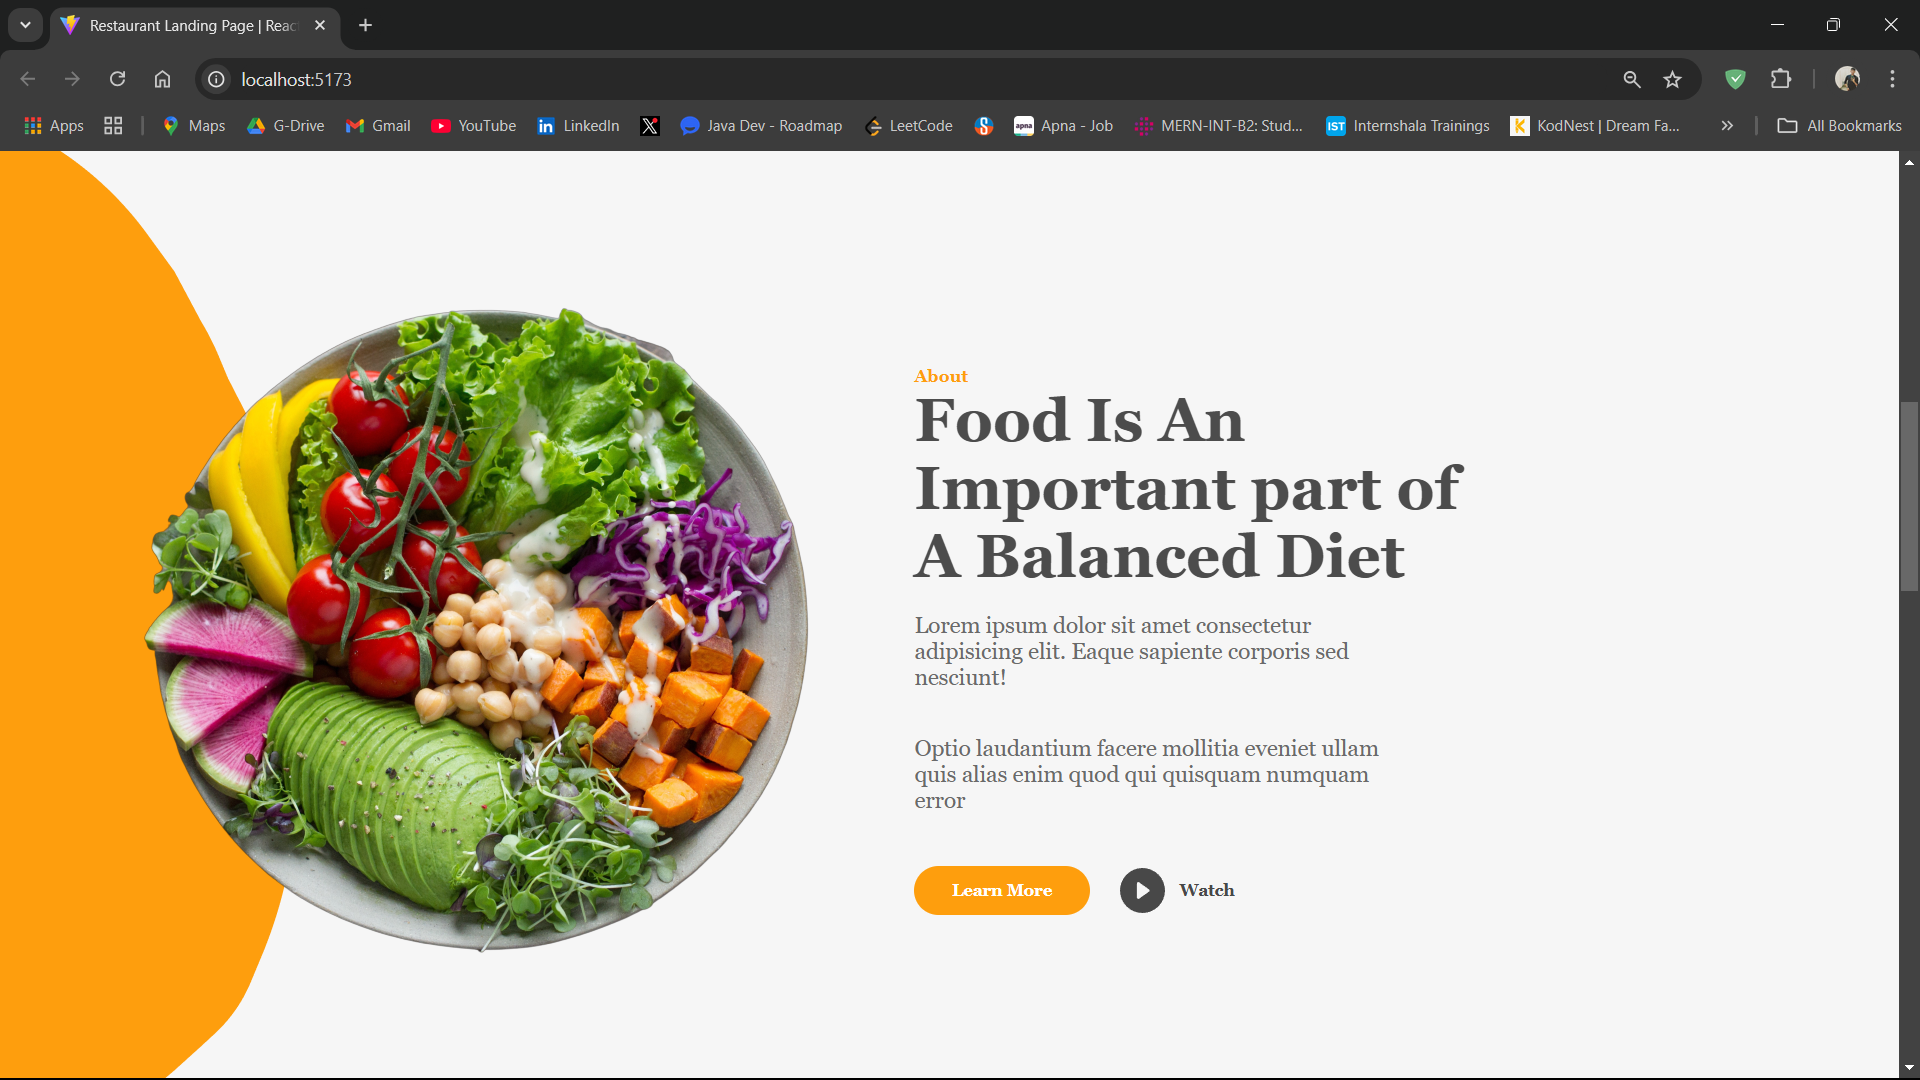 Restaurant Landing Page | Reac
localhost:5173
Apps
Maps
G-Drive
Gmail
YouTube
LinkedIn
Java Dev - Roadmap
LeetCode
apna
Apna - Job
MERN-INT-B2: Stud...
IST
Internshala Trainings
KodNest | Dream Fa...
All Bookmarks
About
Food Is An
Important part of
A Balanced Diet
Lorem ipsum dolor sit amet consectetur
adipisicing elit. Eaque sapiente corporis sed
nesciunt!
Optio laudantium facere mollitia eveniet ullam
quis alias enim quod qui quisquam numquam
error
Learn More
Watch